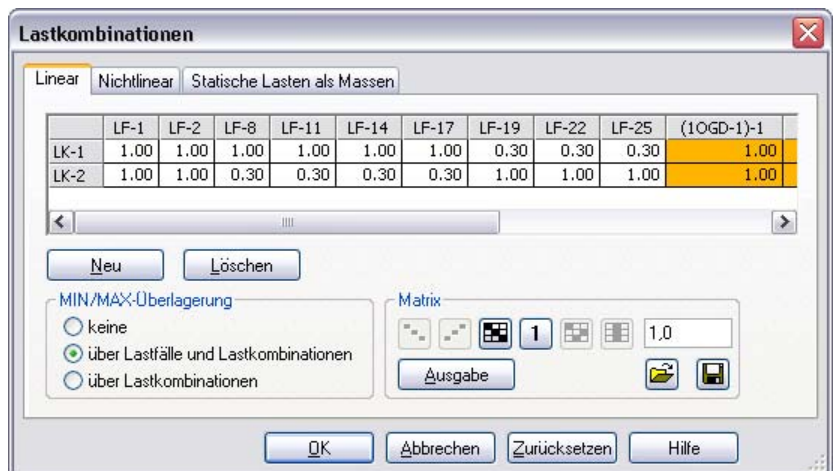 Lastkombinationen
Linear Nichtlinear Statische Lasten als Massen
LF-1 LF-2 LF-8 LF-11 LF-14 LF-17 LF-19 LF-22 LF-25 (1OGD-1)-1
LK-1 1.00 1.00 1.00 1.00 1.00 1.00 0.30 0.30 0.30 1.00
LK-2 1.00 1.00 0.30 0.30 0.30 0.30 1.00 1.00 1.00 1.00
Neu Löschen
MIN/MAX-Überlagerung Matrix
keine
1 1,0
über Lastfälle und Lastkombinationen
über Lastkombinationen Ausgabe
OK Abbrechen Zurücksetzen Hilfe